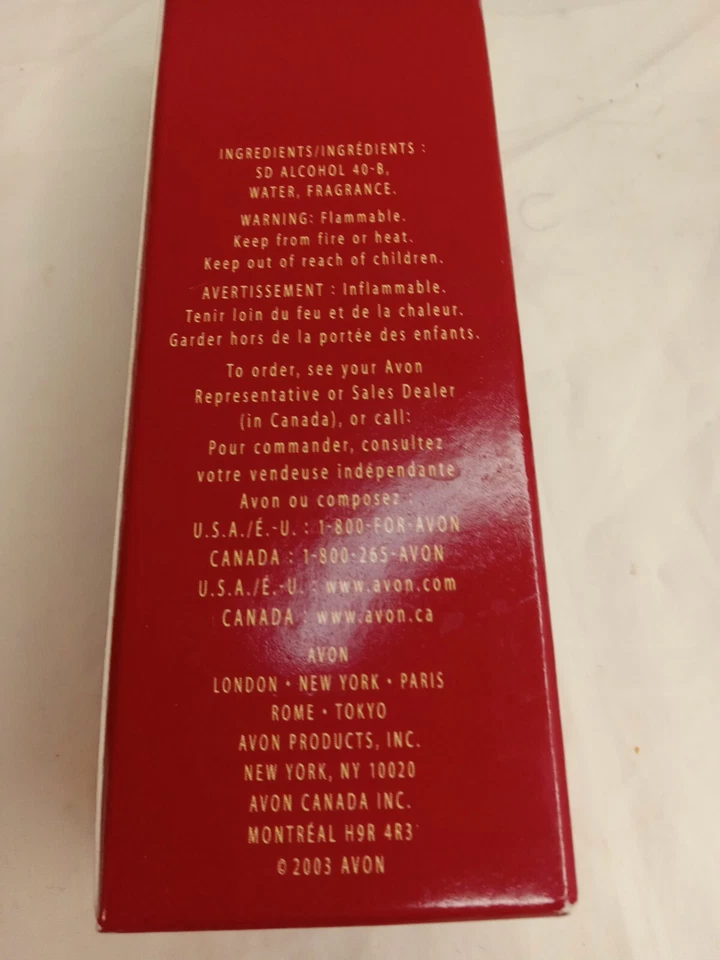 INGREDIENTS/INGRÉDIENTS :
SD ALCOHOL 40-B,
WATER, FRAGRANCE.
WARNING: Flammable.
Keep from fire or heat.
Keep out of reach of children.
AVERTISSEMENT : Inflammable.
Tenir loin du feu et de la chaleur.
Garder hors de la portée des enfants.
To order, see your Avon
Representative or Sales Dealer
(in Canada), or call:
Pour commander, consultez
votre vendeuse indépendante
Avon ou composez :
U.S.A./É.-U. : 1-800-FOR-AVON
CANADA : 1-800-265-AVON
U.S.A./É.-U. : www.avon.com
CANADA : www.avon.ca
AVON
LONDON • NEW YORK • PARIS
ROME • TOKYO
AVON PRODUCTS, INC.
NEW YORK, NY 10020
AVON CANADA INC.
MONTRÉAL H9R 4R3
© 2003 AVON